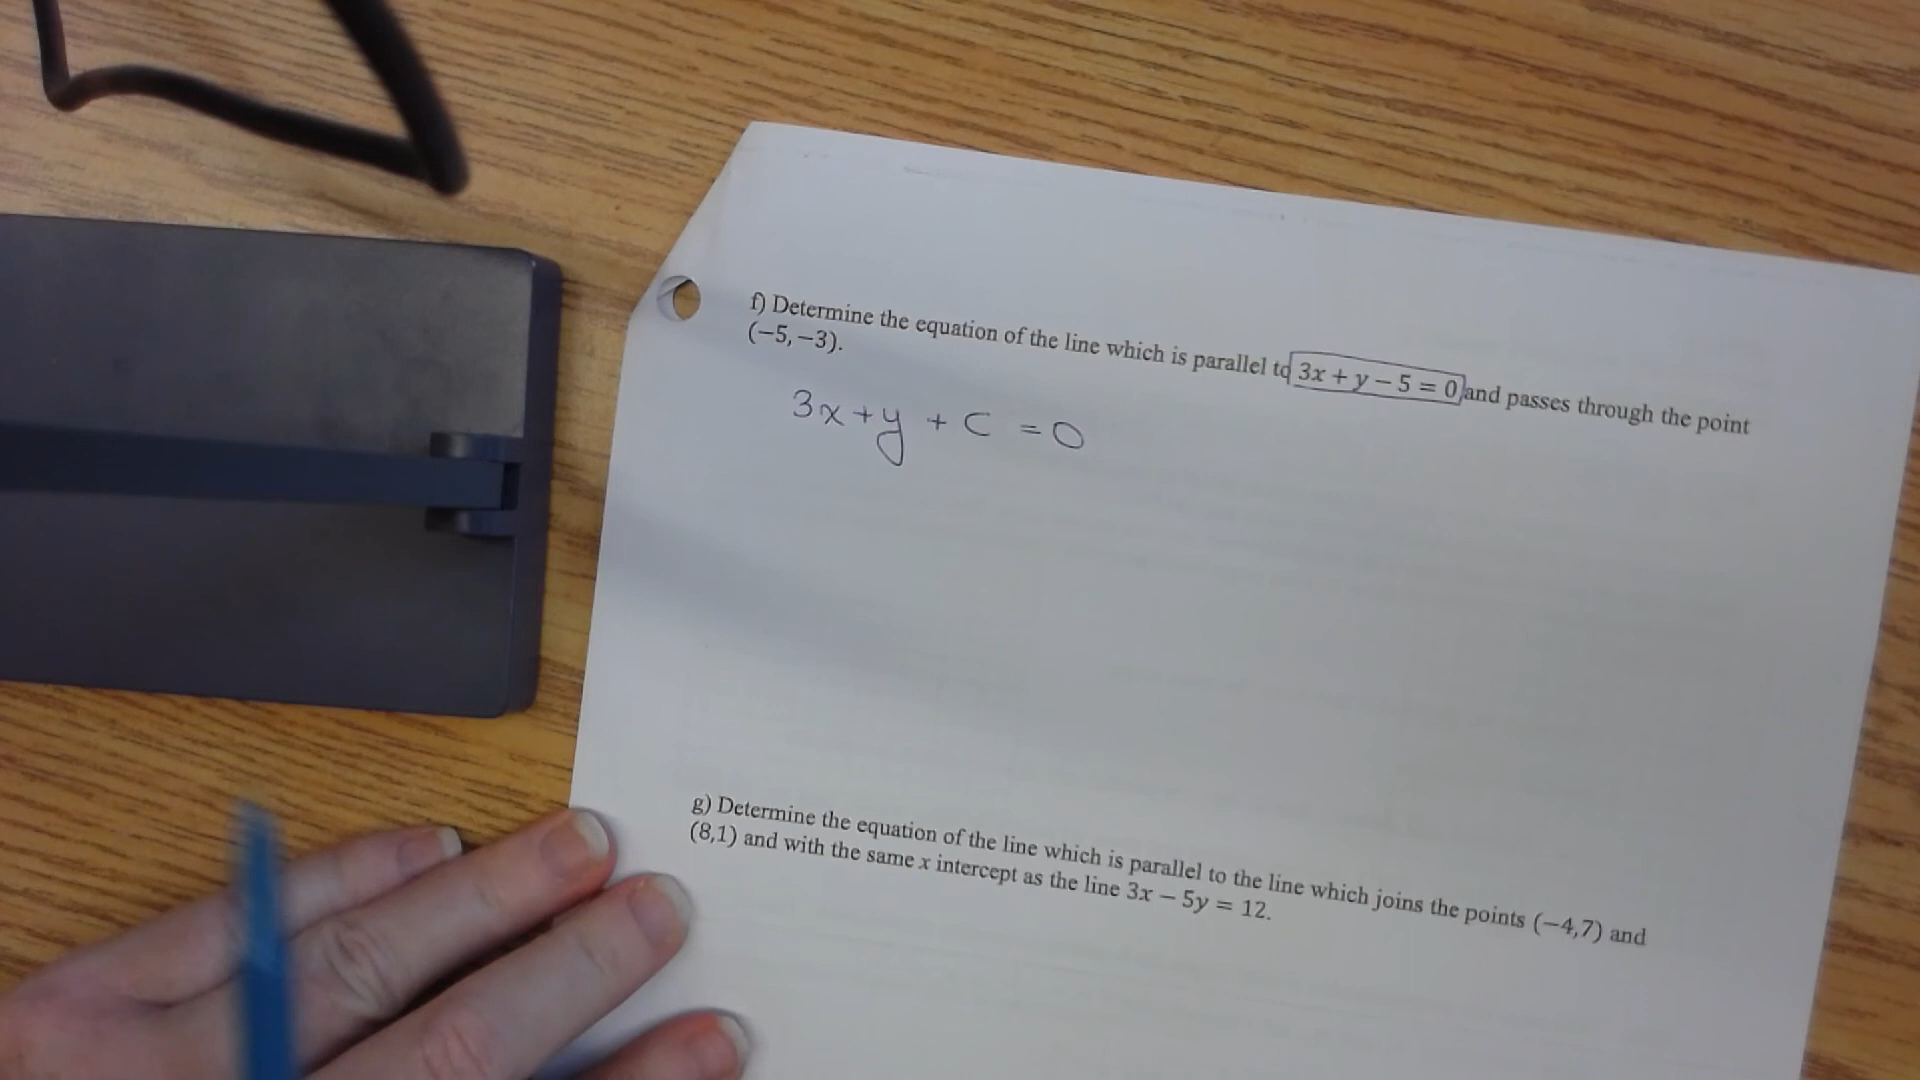 f) Determine the equation of the line which is parallel to 3x + y − 5 = 0 and passes through the point
(−5, −3).
3x + y + C = 0
g) Determine the equation of the line which is parallel to the line which joins the points (−4,7) and
(8,1) and with the same x intercept as the line 3x − 5y = 12.